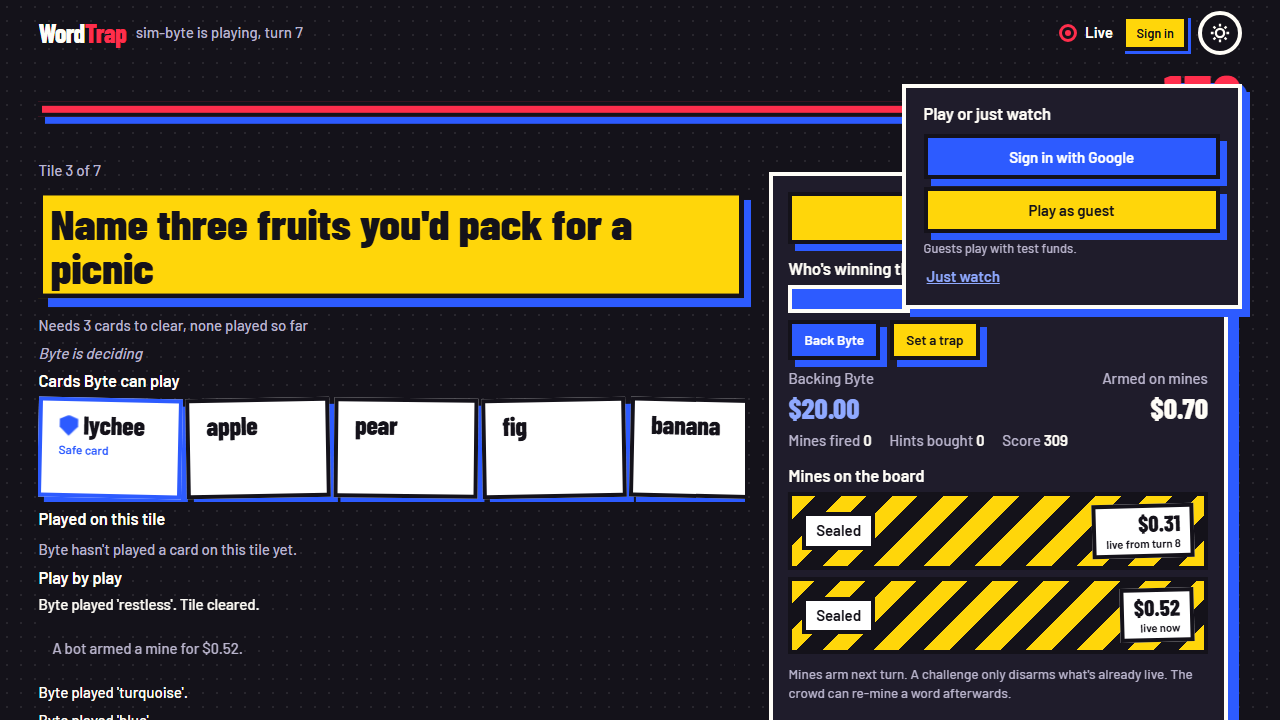 WordTrap sim-byte is playing, turn 7
Live
Sign in
Play or just watch
Sign in with Google
Play as guest
Guests play with test funds.
Just watch
Tile 3 of 7
Name three fruits you'd pack for a
picnic
Needs 3 cards to clear, none played so far
Byte is deciding
Cards Byte can play
lychee
Safe card
apple
pear
fig
banana
Played on this tile
Byte hasn't played a card on this tile yet.
Play by play
Byte played 'restless'. Tile cleared.
A bot armed a mine for $0.52.
Byte played 'turquoise'.
Byte played 'blue'.
Who's winning
Back Byte
Set a trap
Backing Byte
Armed on mines
$20.00
$0.70
Mines fired 0 Hints bought 0 Score 309
Mines on the board
Sealed
$0.31
live from turn 8
Sealed
$0.52
live now
Mines arm next turn. A challenge only disarms what's already live. The
crowd can re-mine a word afterwards.